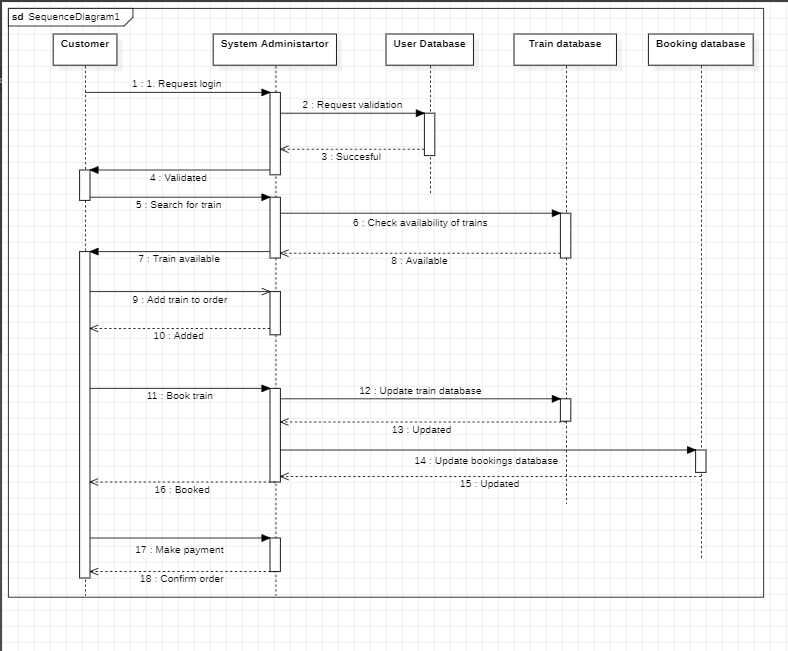 sd SequenceDiagram1
Customer
System Administartor
User Database
Train database
Booking database
1 : 1. Request login
2 : Request validation
3 : Succesful
4 : Validated
5 : Search for train
6 : Check availability of trains
7 : Train available
8 : Available
9 : Add train to order
10 : Added
11 : Book train
12 : Update train database
13 : Updated
14 : Update bookings database
15 : Updated
16 : Booked
17 : Make payment
18 : Confirm order